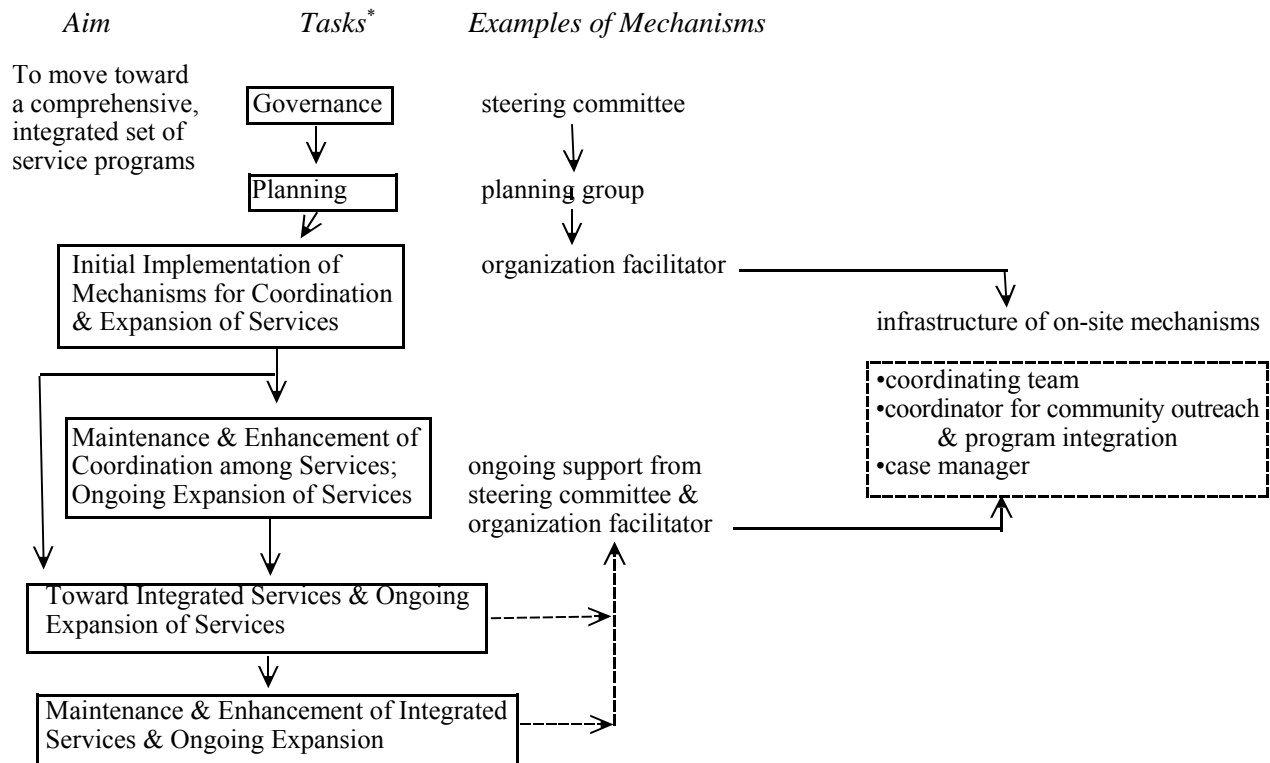 Aim
Tasks*
Examples of Mechanisms
To move toward
a comprehensive,
integrated set of
service programs
Governance
steering committee
Planning
planning group
Initial Implementation of
Mechanisms for Coordination
& Expansion of Services
organization facilitator
infrastructure of on-site mechanisms
•coordinating team
•coordinator for community outreach
& program integration
•case manager
Maintenance & Enhancement of
Coordination among Services;
Ongoing Expansion of Services
ongoing support from
steering committee &
organization facilitator
Toward Integrated Services & Ongoing
Expansion of Services
Maintenance & Enhancement of Integrated
Services & Ongoing Expansion